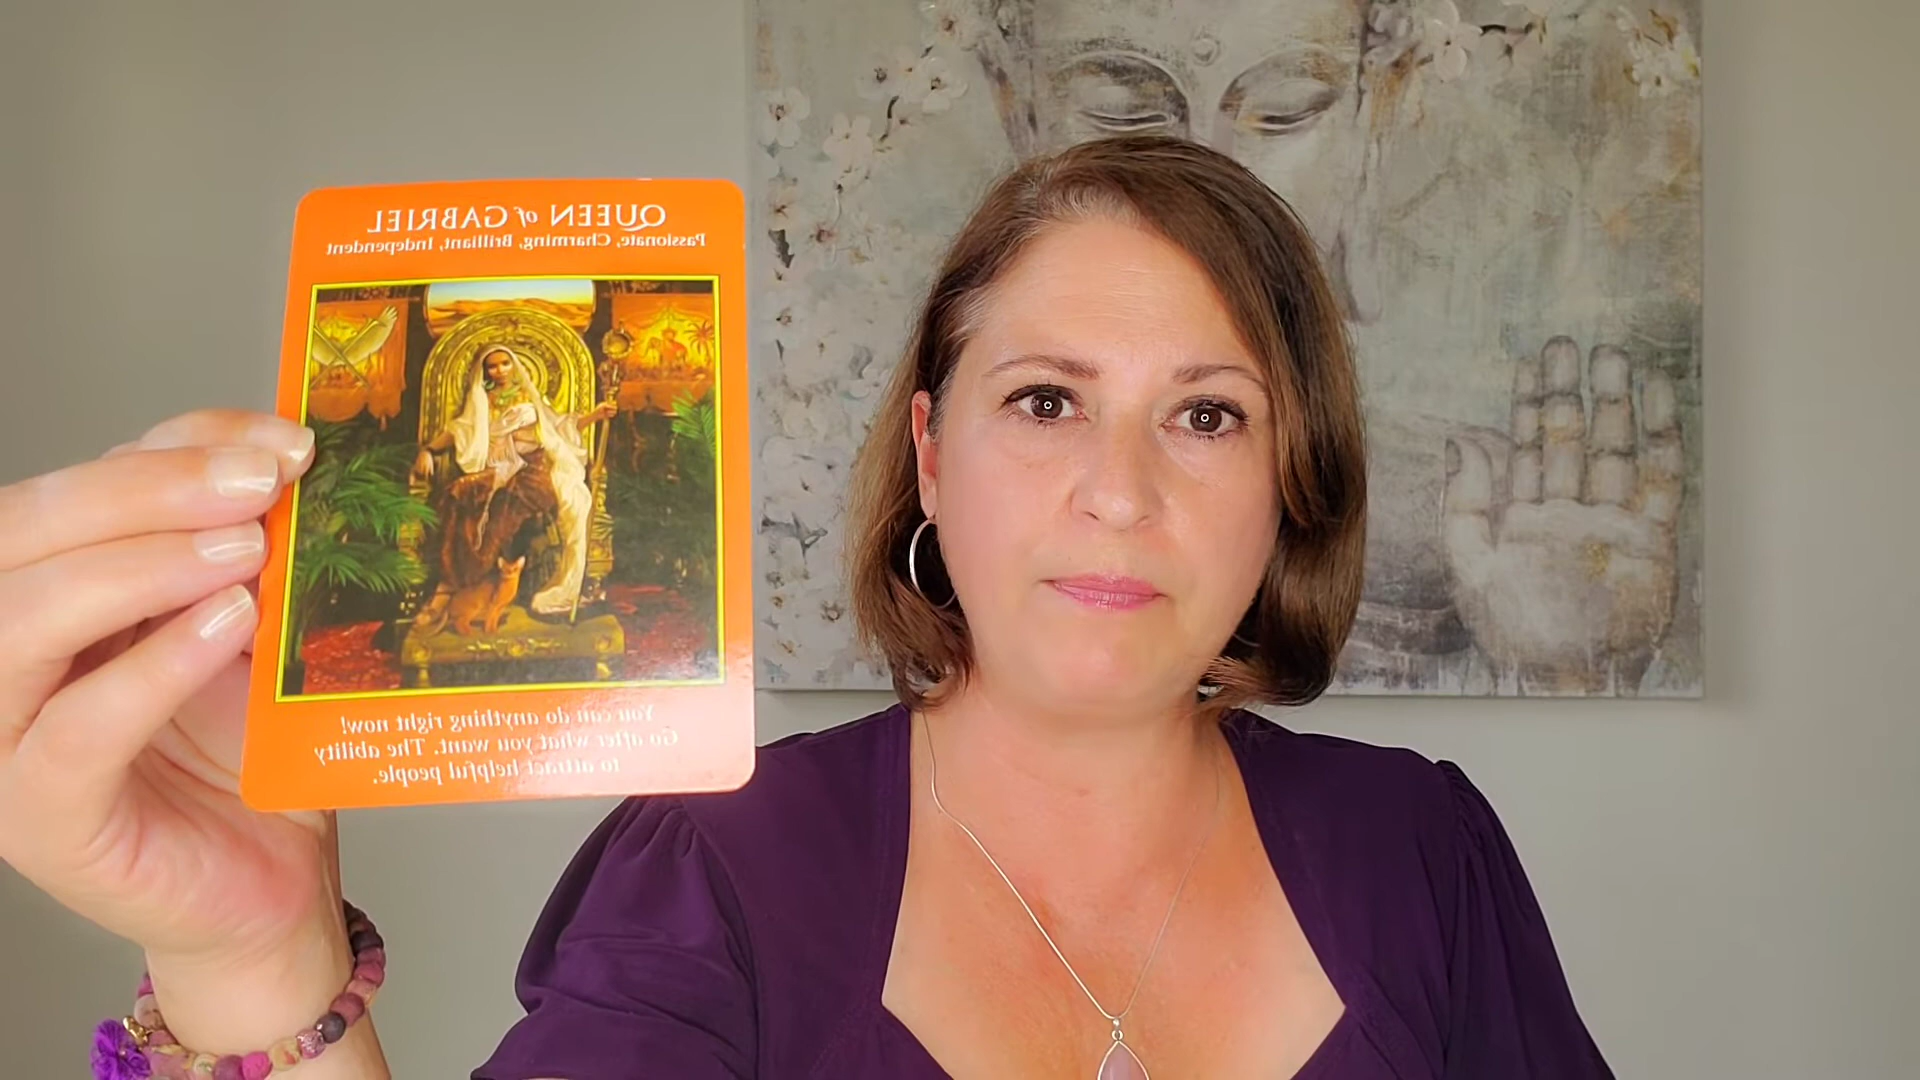 QUEEN of GABRIEL
Passionate, Charming, Brilliant, Independent
You can do anything right now!
Go after what you want. The ability
to attract helpful people.